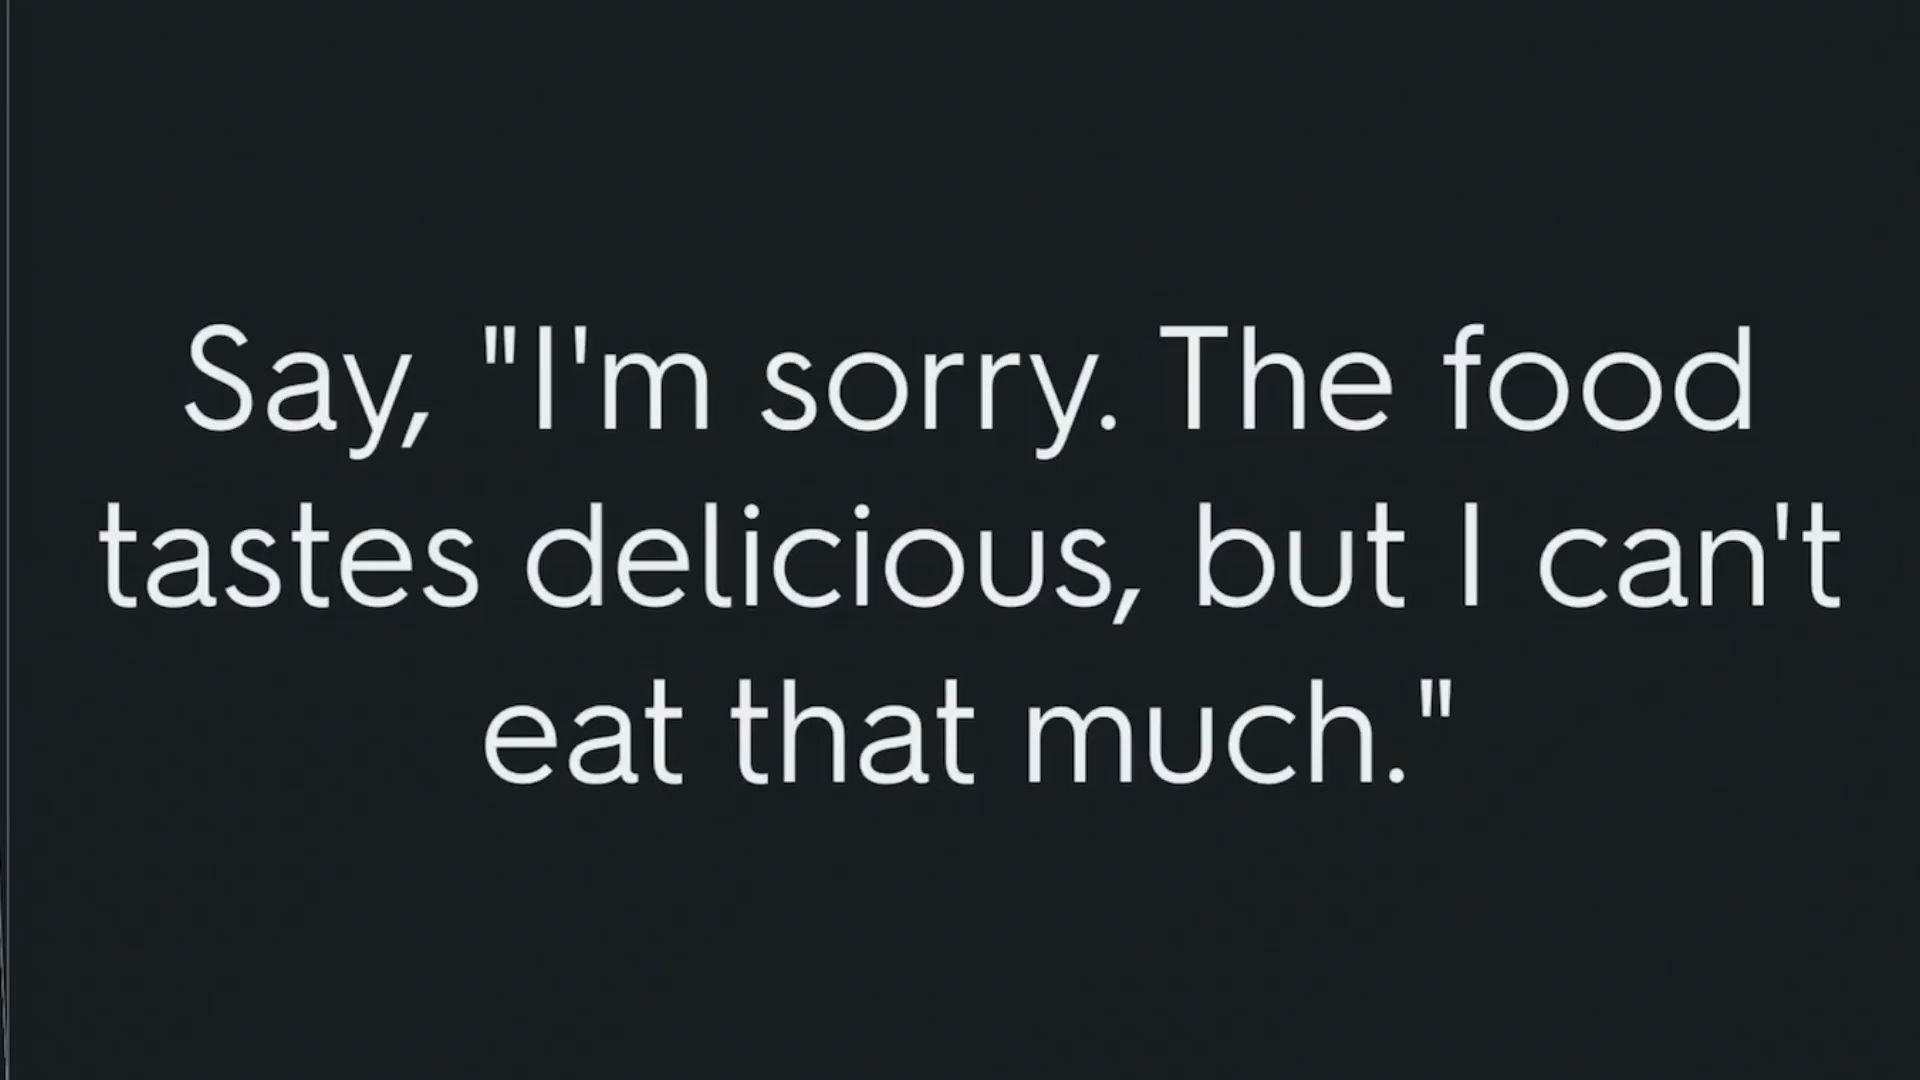 Say, "I'm sorry. The food
tastes delicious, but I can't
eat that much."